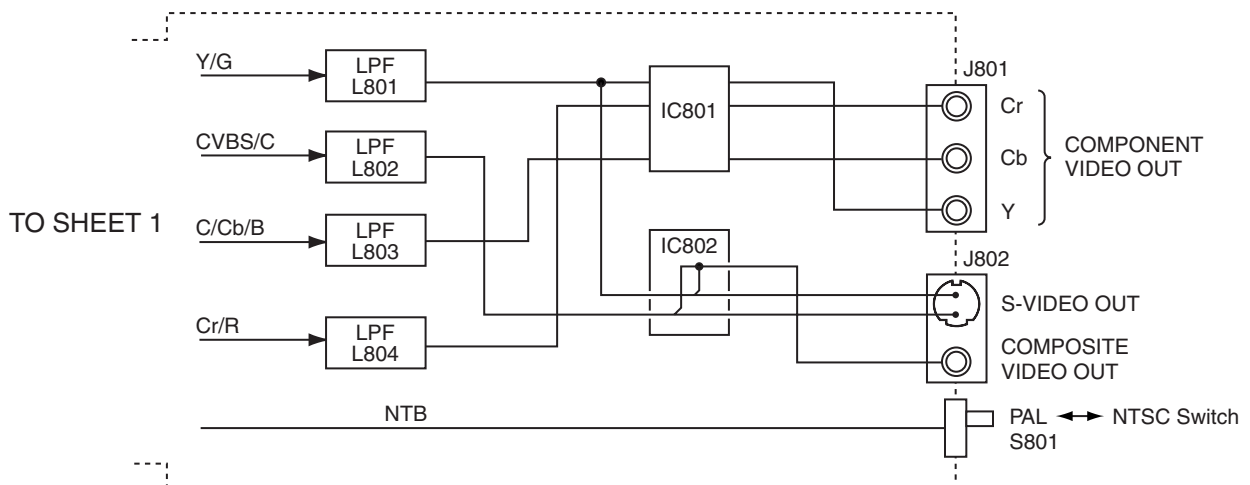 Y/G
LPF
L801
IC801
J801
Cr
Cb
Y
COMPONENT
VIDEO OUT
CVBS/C
LPF
L802
TO SHEET 1
C/Cb/B
LPF
L803
IC802
J802
S-VIDEO OUT
Cr/R
LPF
L804
COMPOSITE
VIDEO OUT
NTB
PAL NTSC Switch
S801